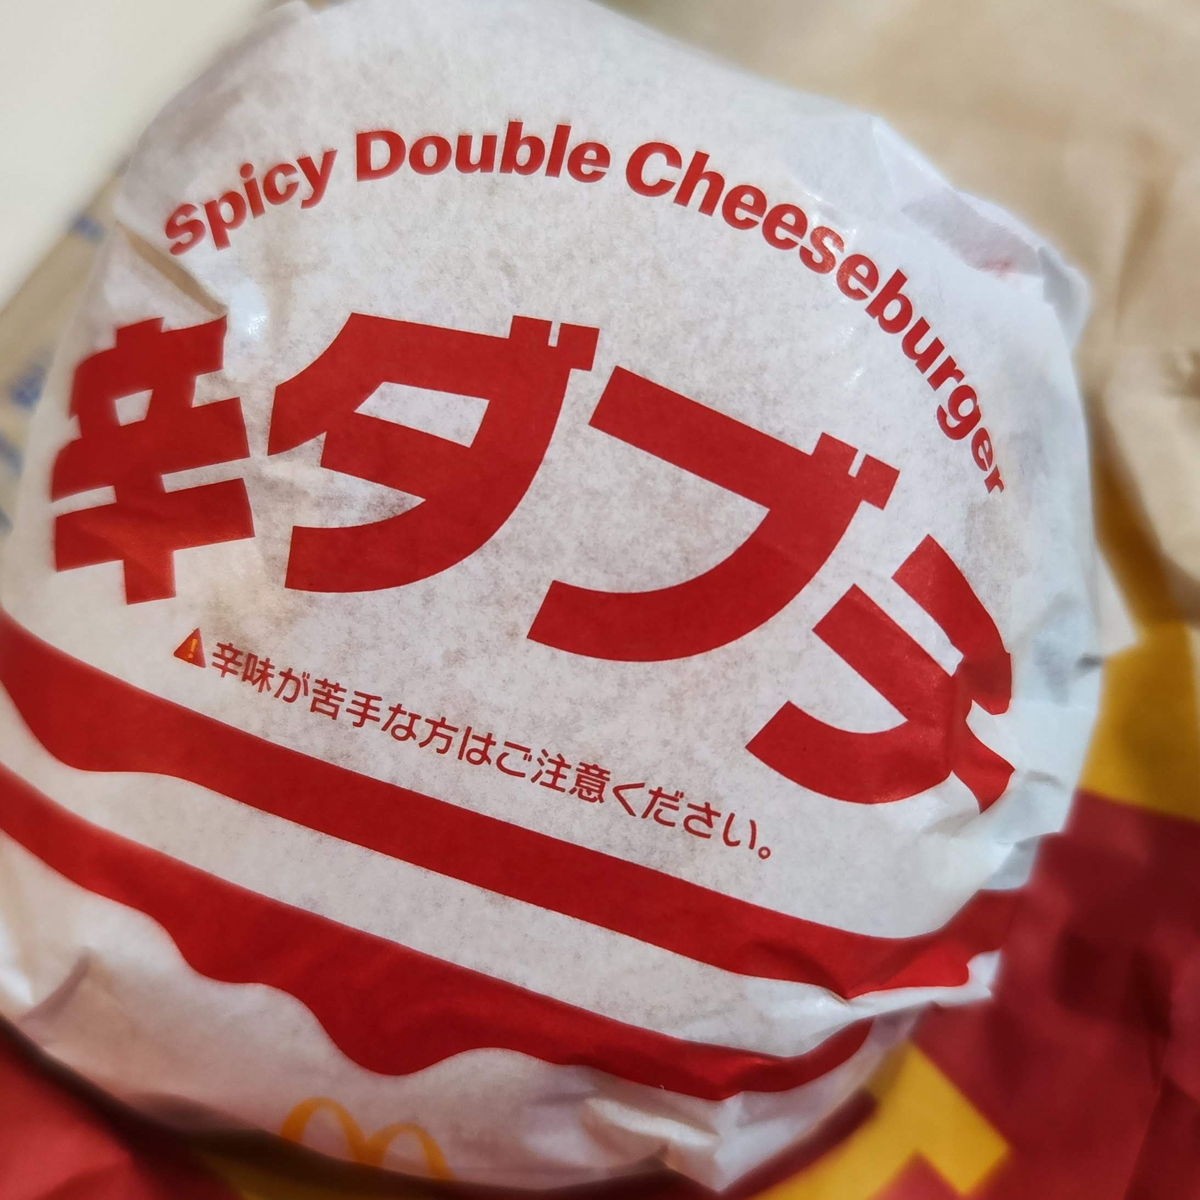 Spicy Double Cheeseburger
辛ダブチ
辛味が苦手な方はご注意ください。